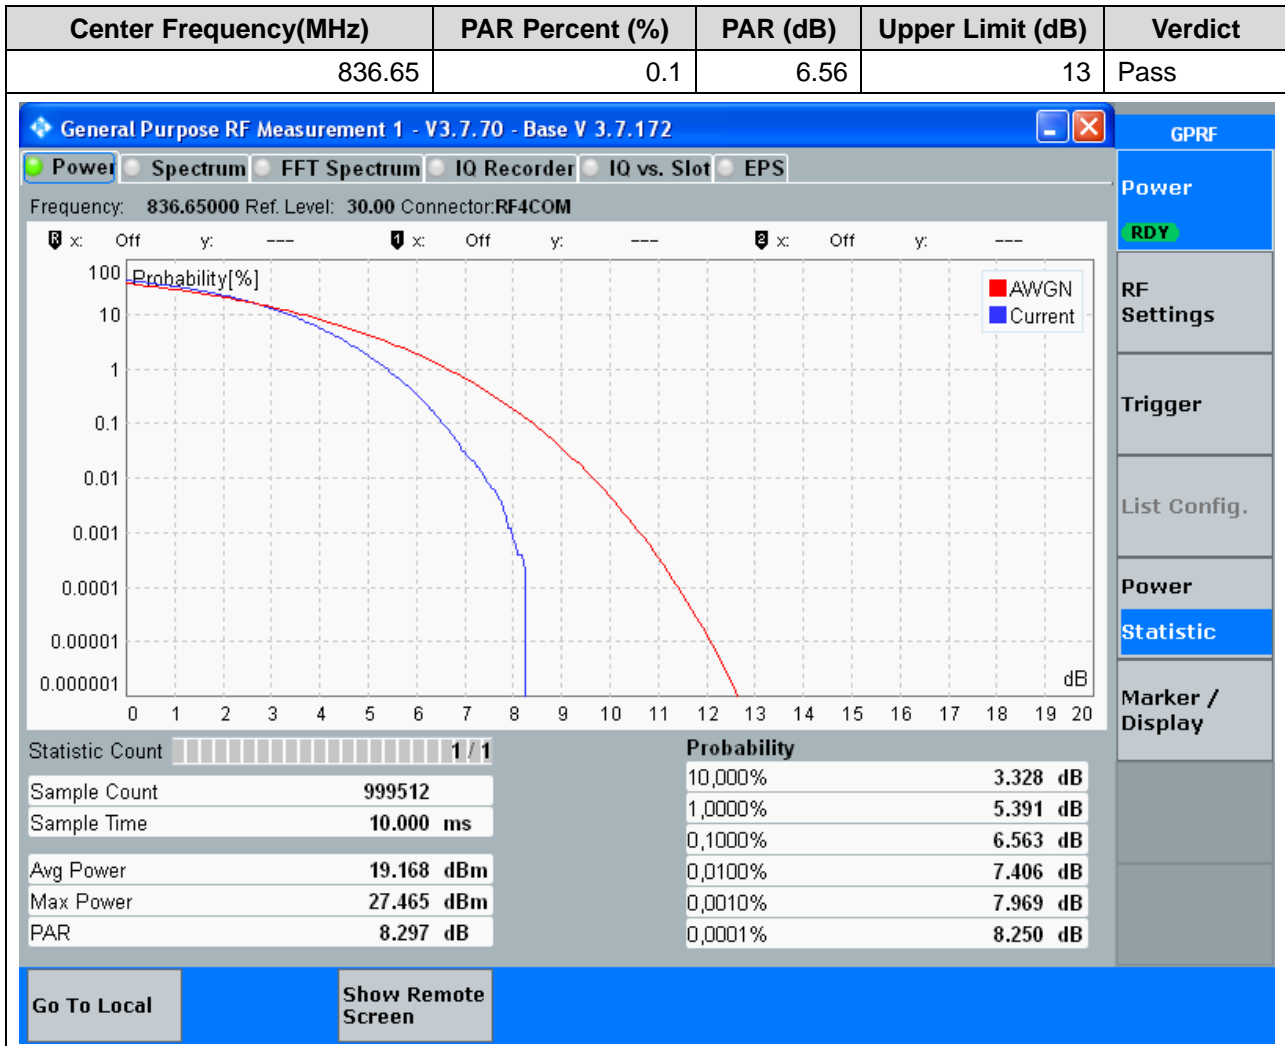 Center Frequency(MHz) PAR Percent (%) PAR (dB) Upper Limit (dB) Verdict
836.65 0.1 6.56 13 Pass
General Purpose RF Measurement 1 - V3.7.70 - Base V 3.7.172
GPRF
Power Spectrum FFT Spectrum IQ Recorder IQ vs. Slot EPS
Power
RDY
Frequency: 836.65000 Ref. Level: 30.00 Connector:RF4COM
R x: Off y: --- 1 x: Off y: --- 2 x: Off y: ---
Probability[%]
AWGN
Current
100
10
1
0.1
0.01
0.001
0.0001
0.00001
0.000001
dB
0 1 2 3 4 5 6 7 8 9 10 11 12 13 14 15 16 17 18 19 20
RF
Settings
Trigger
List Config.
Power
Statistic
Marker /
Display
Statistic Count 1 / 1
Sample Count 999512
Sample Time 10.000 ms
Avg Power 19.168 dBm
Max Power 27.465 dBm
PAR 8.297 dB
Probability
10,000% 3.328 dB
1,0000% 5.391 dB
0,1000% 6.563 dB
0,0100% 7.406 dB
0,0010% 7.969 dB
0,0001% 8.250 dB
Go To Local
Show Remote
Screen